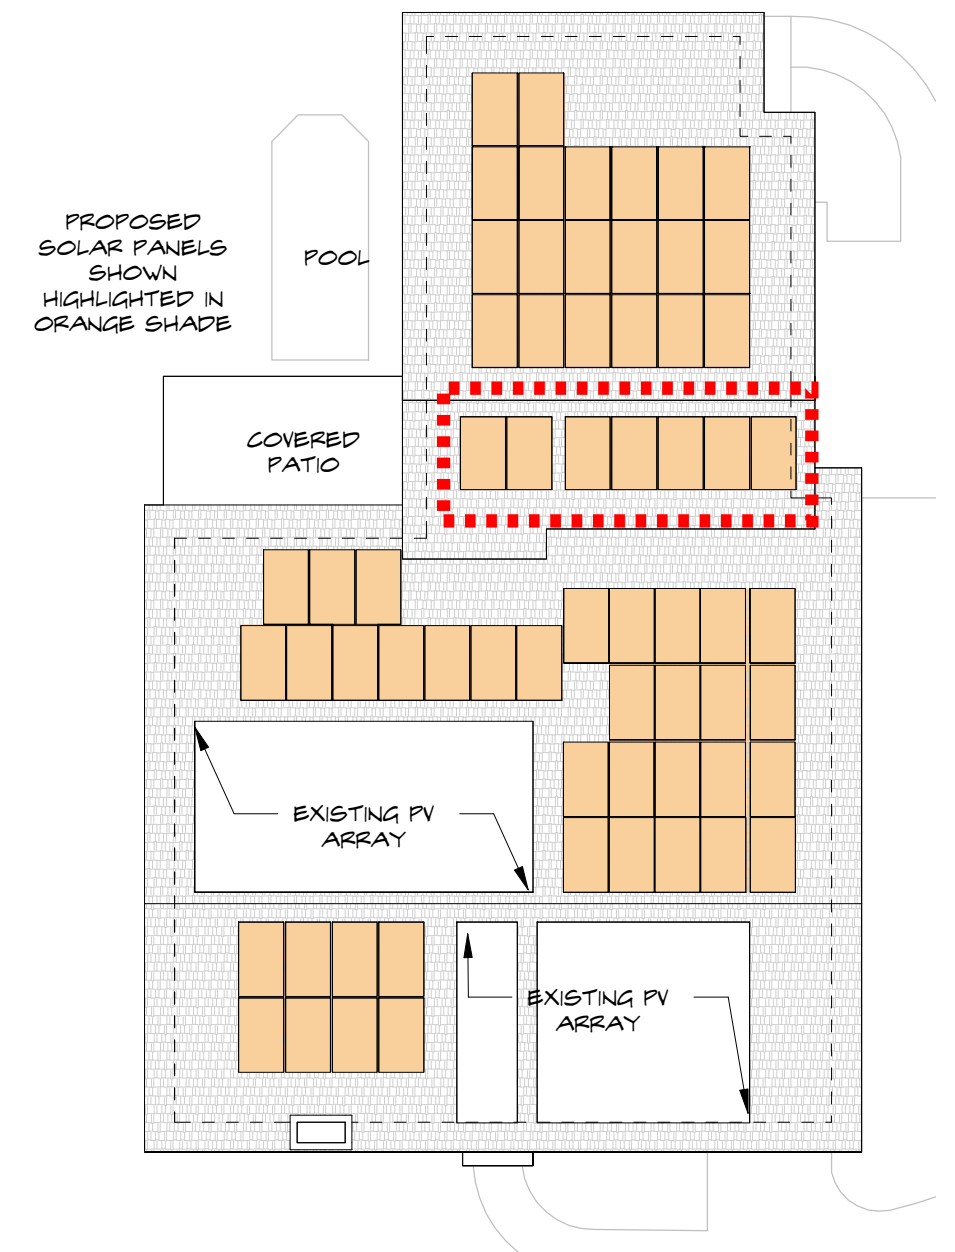 PROPOSED
SOLAR PANELS
SHOWN
HIGHLIGHTED IN
ORANGE SHADE
POOL
COVERED
PATIO
EXISTING PV
ARRAY
EXISTING PV
ARRAY